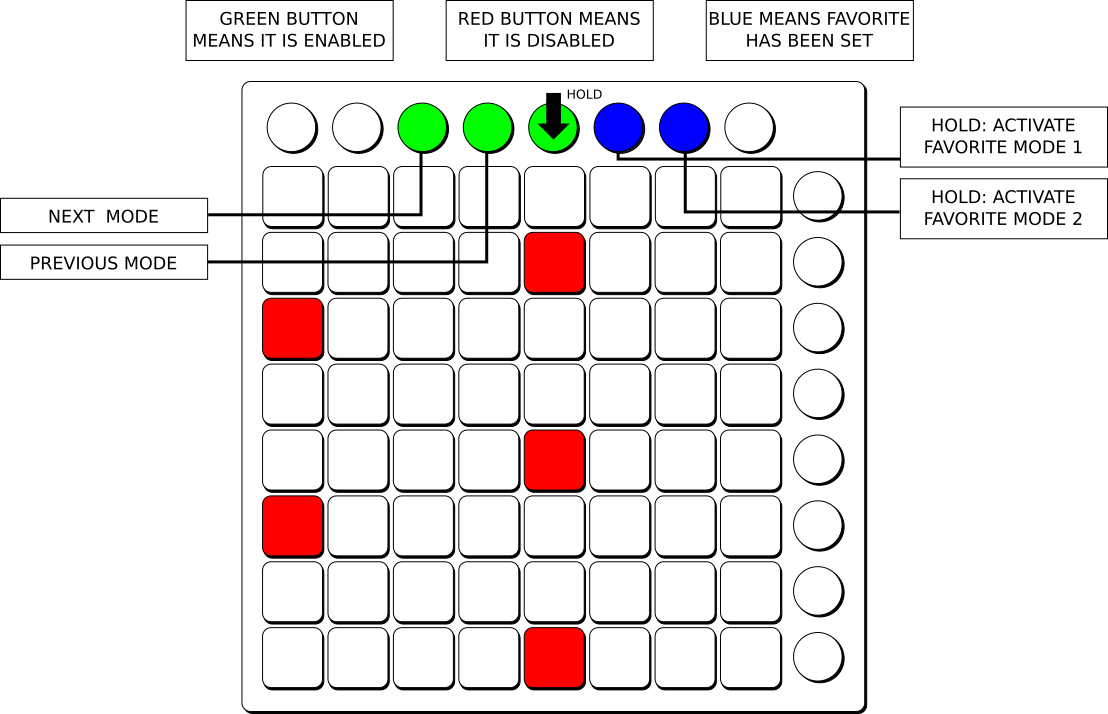 GREEN BUTTON
MEANS IT IS ENABLED
RED BUTTON MEANS
IT IS DISABLED
BLUE MEANS FAVORITE
HAS BEEN SET
HOLD
HOLD: ACTIVATE
FAVORITE MODE 1
HOLD: ACTIVATE
FAVORITE MODE 2
NEXT  MODE
PREVIOUS MODE